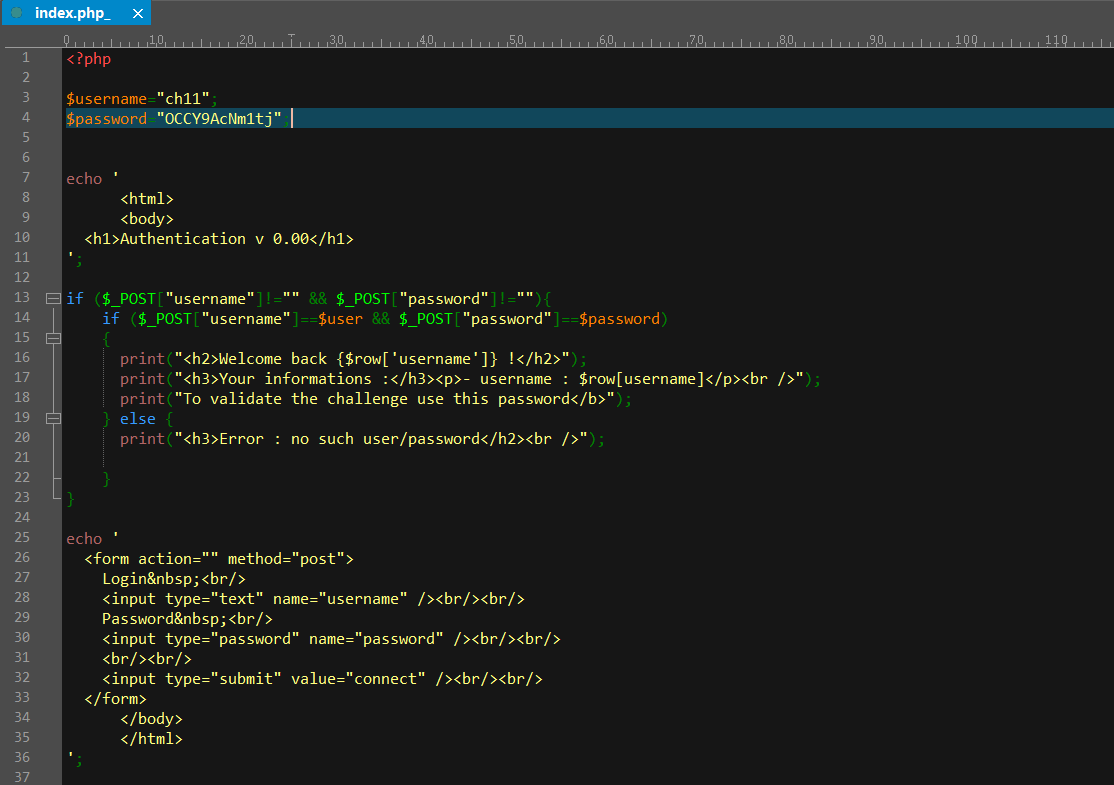 index.php_ ×
0 10 20 30 40 50 60 70 80 90 100 110
1 <?php
2
3 $username="ch11";
4 $password="OCCY9AcNm1tj";
5
6
7 echo '
8       <html>
9       <body>
10   <h1>Authentication v 0.00</h1>
11 ';
12
13 if ($_POST["username"]!="" && $_POST["password"]!=""){
14     if ($_POST["username"]==$user && $_POST["password"]==$password)
15     {
16       print("<h2>Welcome back {$row['username']} !</h2>");
17       print("<h3>Your informations :</h3><p>- username : $row[username]</p><br />");
18       print("To validate the challenge use this password</b>");
19     } else {
20       print("<h3>Error : no such user/password</h2><br />");
21
22     }
23 }
24
25 echo '
26   <form action="" method="post">
27     Login&nbsp;<br/>
28     <input type="text" name="username" /><br/><br/>
29     Password&nbsp;<br/>
30     <input type="password" name="password" /><br/><br/>
31     <br/><br/>
32     <input type="submit" value="connect" /><br/><br/>
33   </form>
34       </body>
35       </html>
36 ';
37